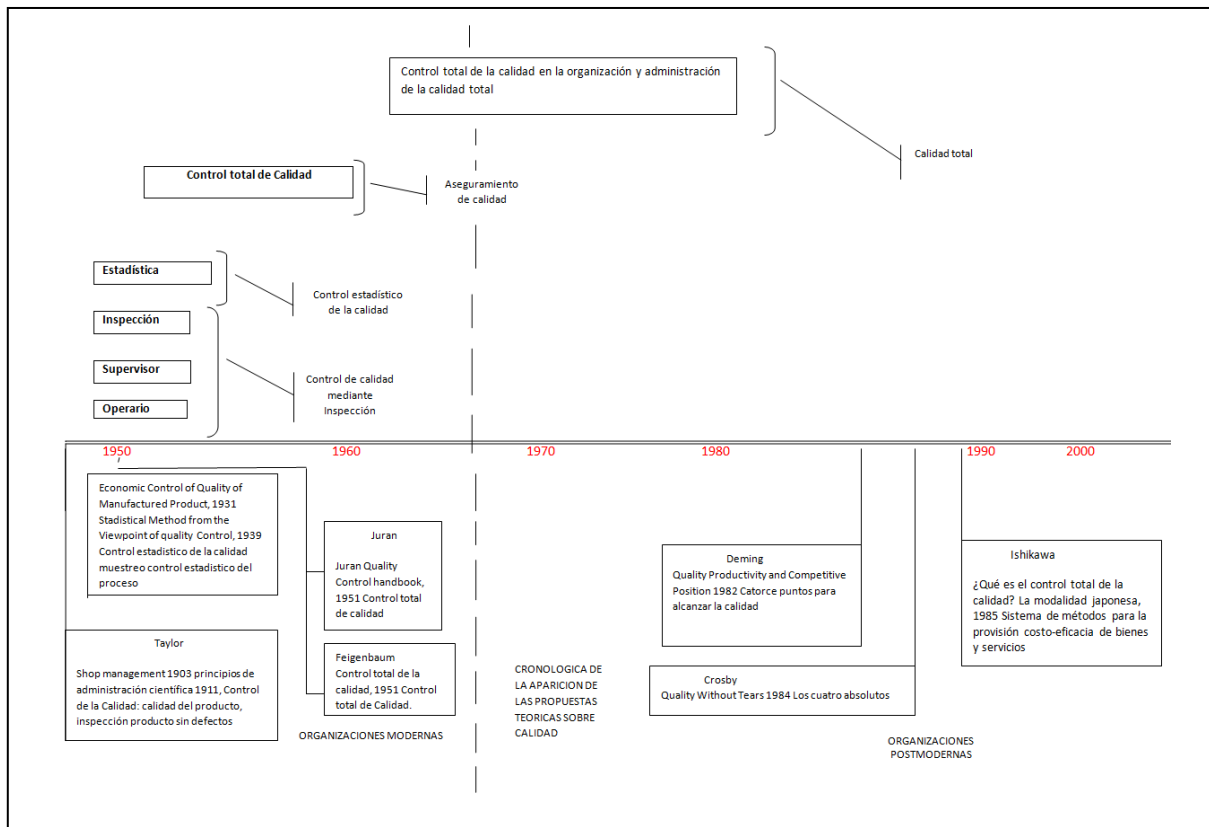 Control total de la calidad en la organización y administración
de la calidad total
Calidad total
Control total de Calidad
Aseguramiento
de calidad
Estadística
Control estadístico
de la calidad
Inspección
Supervisor
Control de calidad
mediante
Inspección
Operario
1950
1960
1970
1980
1990
2000
Economic Control of Quality of
Manufactured Product, 1931
Stadistical Method from the
Viewpoint of quality Control, 1939
Control estadistico de la calidad
muestreo control estadistico del
proceso
Juran
Juran Quality
Control handbook,
1951 Control total
de calidad
Deming
Quality Productivity and Competitive
Position 1982 Catorce puntos para
alcanzar la calidad
Ishikawa
¿Qué es el control total de la
calidad? La modalidad japonesa,
1985 Sistema de métodos para la
provisión costo-eficacia de bienes
y servicios
Taylor
Shop management 1903 principios de
administración científica 1911, Control
de la Calidad: calidad del producto,
inspección producto sin defectos
Feigenbaum
Control total de la
calidad, 1951 Control
total de Calidad.
CRONOLOGICA DE
LA APARICION DE
LAS PROPUESTAS
TEORICAS SOBRE
CALIDAD
Crosby
Quality Without Tears 1984 Los cuatro absolutos
ORGANIZACIONES MODERNAS
ORGANIZACIONES
POSTMODERNAS